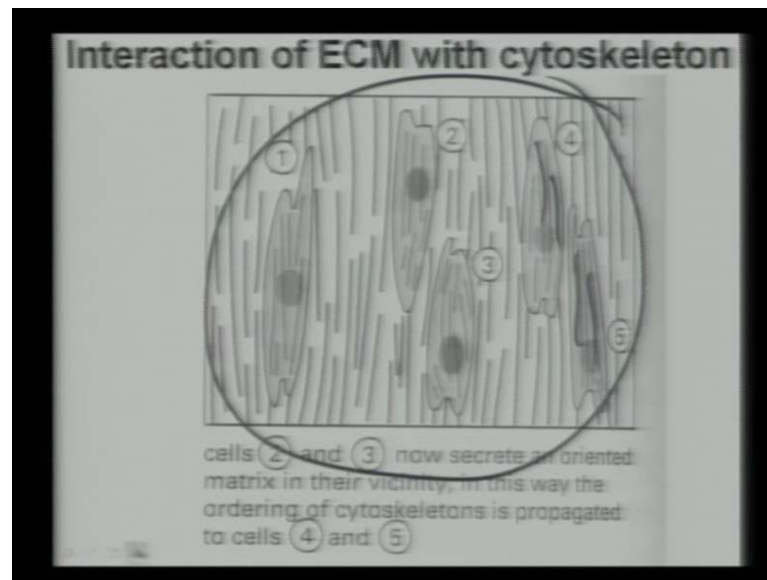 Interaction of ECM with cytoskeleton
1
2
4
3
5
cells 2 and 3 now secrete an oriented
matrix in their vicinity, in this way the
ordering of cytoskeletons is propagated
to cells 4 and 5